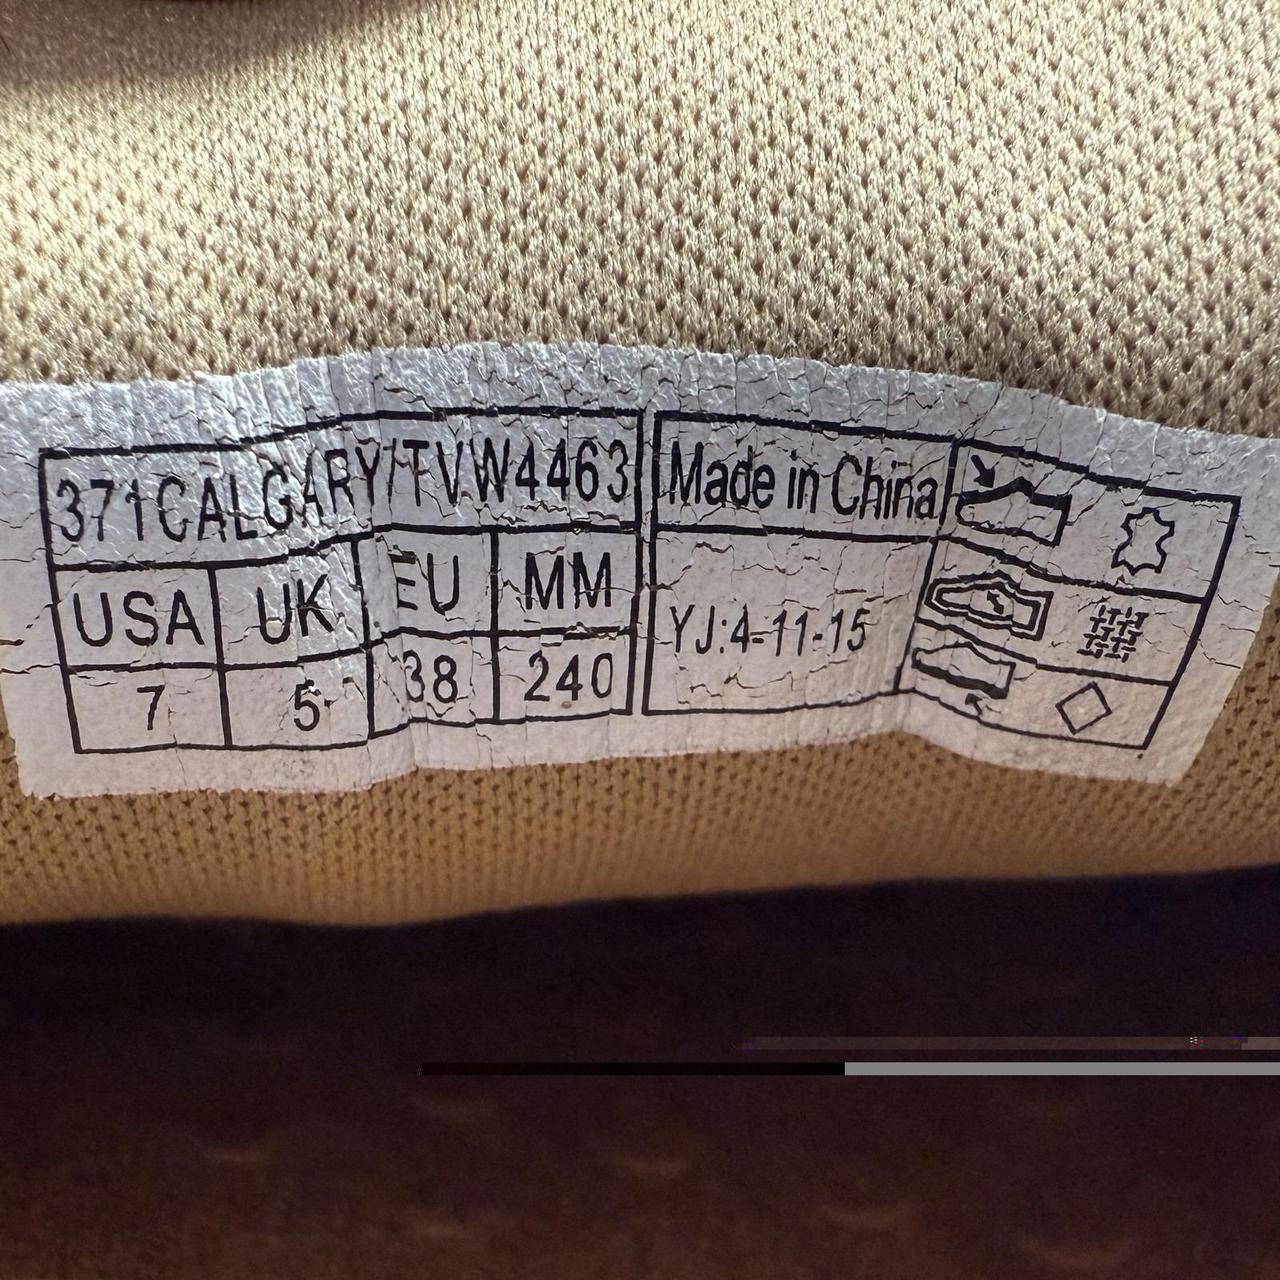 371CALGARY/TVW4463
USA UK EU MM
7 5 38 240
Made in China
YJ:4-11-15